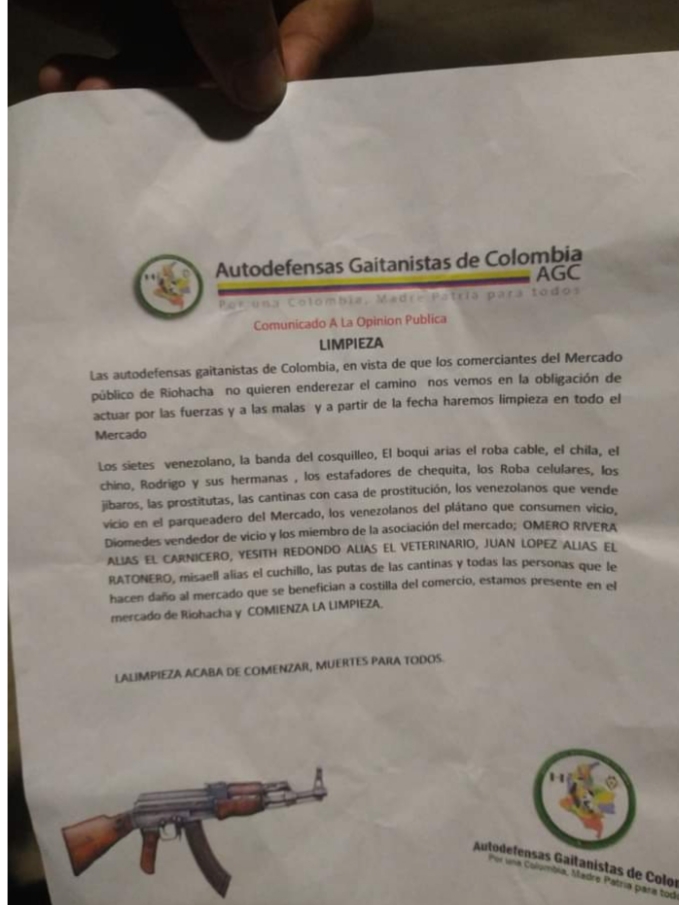 Autodefensas Gaitanistas de Colombia
AGC
Por una Colombia, Madre Patria para todos
Comunicado A La Opinion Publica
LIMPIEZA
Las autodefensas gaitanistas de Colombia, en vista de que los comerciantes del Mercado
público de Riohacha no quieren enderezar el camino nos vemos en la obligación de
actuar por las fuerzas y a las malas y a partir de la fecha haremos limpieza en todo el
Mercado
Los sietes venezolano, la banda del cosquilleo, El boqui arias el roba cable, el chila, el
chino, Rodrigo y sus hermanas , los estafadores de chequita, los Roba celulares, los
jibaros, las prostitutas, las cantinas con casa de prostitución, los venezolanos que vende
vicio en el parqueadero del Mercado, los venezolanos del plátano que consumen vicio,
Diomedes vendedor de vicio y los miembro de la asociación del mercado; OMERO RIVERA
ALIAS EL CARNICERO, YESITH REDONDO ALIAS EL VETERINARIO, JUAN LOPEZ ALIAS EL
RATONERO, misaell alias el cuchillo, las putas de las cantinas y todas las personas que le
hacen daño al mercado que se benefician a costilla del comercio, estamos presente en el
mercado de Riohacha y COMIENZA LA LIMPIEZA.
LALIMPIEZA ACABA DE COMENZAR, MUERTES PARA TODOS.
Autodefensas Gaitanistas de Colo
Por una Colombia, Madre Patria para tod